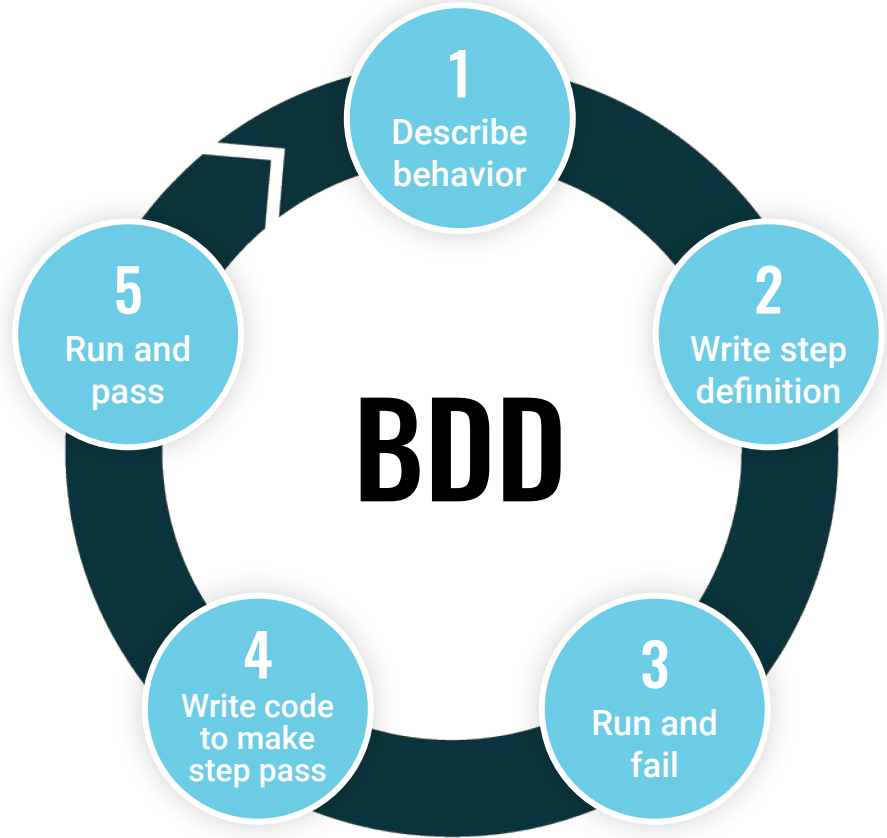 1
Describe
behavior
2
Write step
definition
3
Run and
fail
4
Write code
to make
step pass
5
Run and
pass
BDD